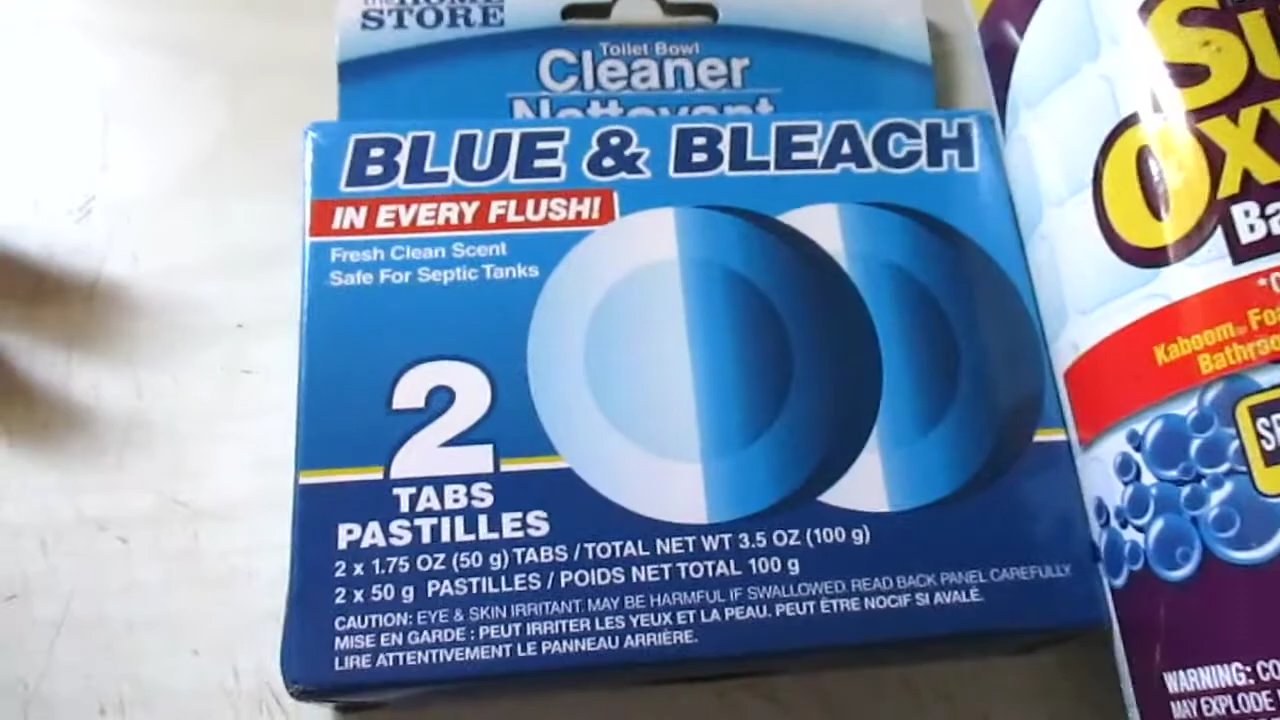 THE HOME
STORE
Toilet Bowl
Cleaner
Nettoyant
BLUE & BLEACH
IN EVERY FLUSH!
Fresh Clean Scent
Safe For Septic Tanks
2
TABS
PASTILLES
2 x 1.75 OZ (50 g) TABS / TOTAL NET WT 3.5 OZ (100 g)
2 x 50 g PASTILLES / POIDS NET TOTAL 100 g
CAUTION: EYE & SKIN IRRITANT. MAY BE HARMFUL IF SWALLOWED. READ BACK PANEL CAREFULLY.
MISE EN GARDE : PEUT IRRITER LES YEUX ET LA PEAU. PEUT ÊTRE NOCIF SI AVALÉ.
LIRE ATTENTIVEMENT LE PANNEAU ARRIÈRE.
Kaboom
WARNING:
MAY EXPLODE